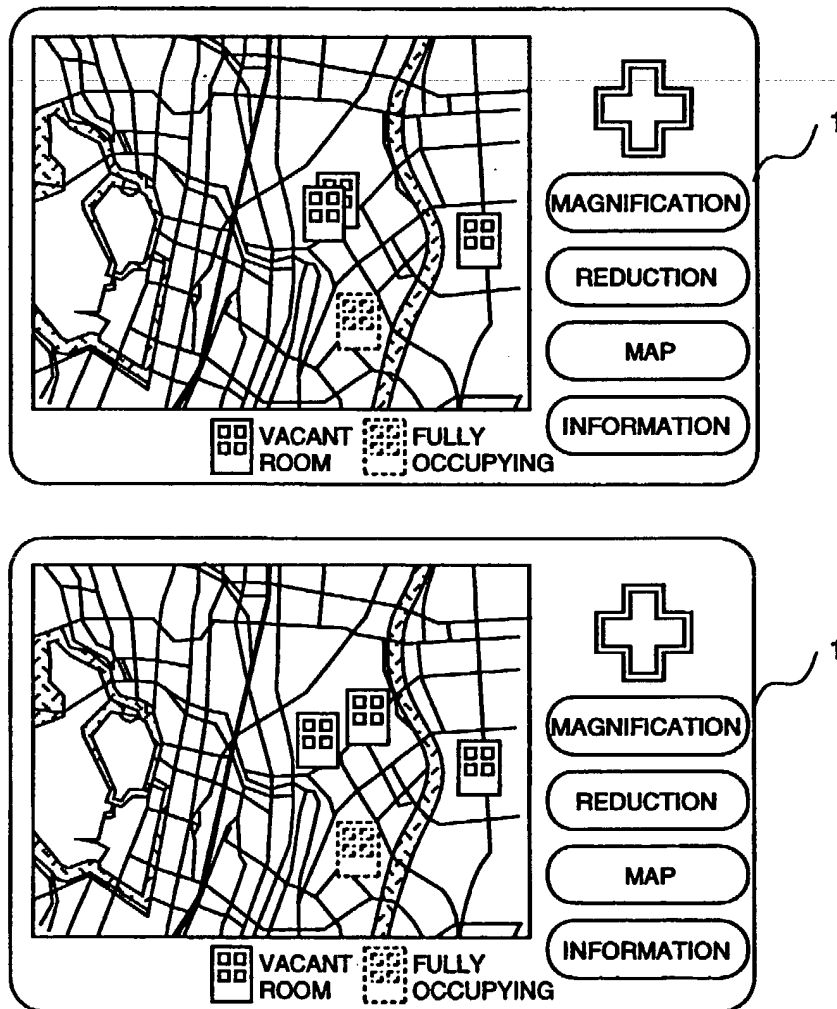 1
MAGNIFICATION
REDUCTION
MAP
INFORMATION
VACANT ROOM
FULLY OCCUPYING
1
MAGNIFICATION
REDUCTION
MAP
INFORMATION
VACANT ROOM
FULLY OCCUPYING